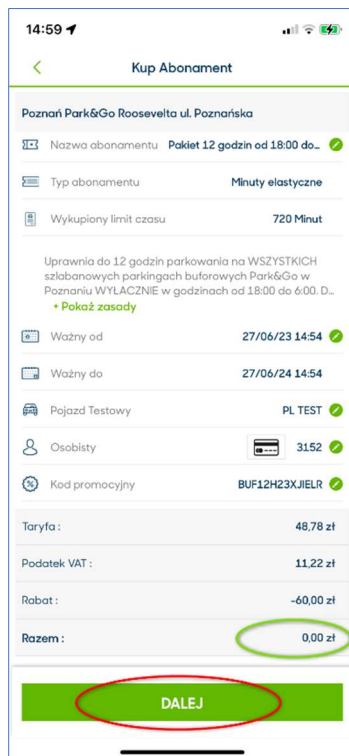 14:59
Kup Abonament
Poznań Park&Go Roosevelta ul. Poznańska
Nazwa abonamentu Pakiet 12 godzin od 18:00 do...
Typ abonamentu Minuty elastyczne
Wykupiony limit czasu 720 Minut
Uprawnia do 12 godzin parkowania na WSZYSTKICH
szlabanowych parkingach buforowych Park&Go w
Poznaniu WYŁACZNIE w godzinach od 18:00 do 6:00. D...
+ Pokaż zasady
Ważny od 27/06/23 14:54
Ważny do 27/06/24 14:54
Pojazd Testowy PL TEST
Osobisty 3152
Kod promocyjny BUF12H23XJIELR
Taryfa : 48,78 zł
Podatek VAT : 11,22 zł
Rabat : -60,00 zł
Razem : 0,00 zł
DALEJ